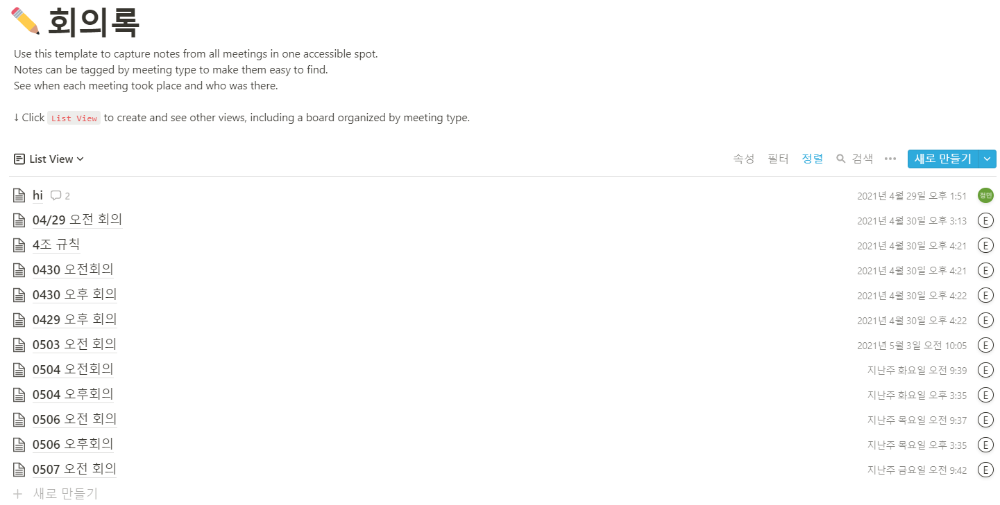 회의록
Use this template to capture notes from all meetings in one accessible spot.
Notes can be tagged by meeting type to make them easy to find.
See when each meeting took place and who was there.
↓ Click List View to create and see other views, including a board organized by meeting type.
List View 속성 필터 정렬 검색 ••• 새로 만들기
hi 2 2021년 4월 29일 오후 1:51 정민
04/29 오전 회의 2021년 4월 30일 오후 3:13 E
4조 규칙 2021년 4월 30일 오후 4:21 E
0430 오전회의 2021년 4월 30일 오후 4:21 E
0430 오후 회의 2021년 4월 30일 오후 4:22 E
0429 오후 회의 2021년 4월 30일 오후 4:22 E
0503 오전 회의 2021년 5월 3일 오전 10:05 E
0504 오전회의 지난주 화요일 오전 9:39 E
0504 오후회의 지난주 화요일 오후 3:35 E
0506 오전 회의 지난주 목요일 오전 9:37 E
0506 오후회의 지난주 목요일 오후 3:35 E
0507 오전 회의 지난주 금요일 오전 9:42 E
+ 새로 만들기